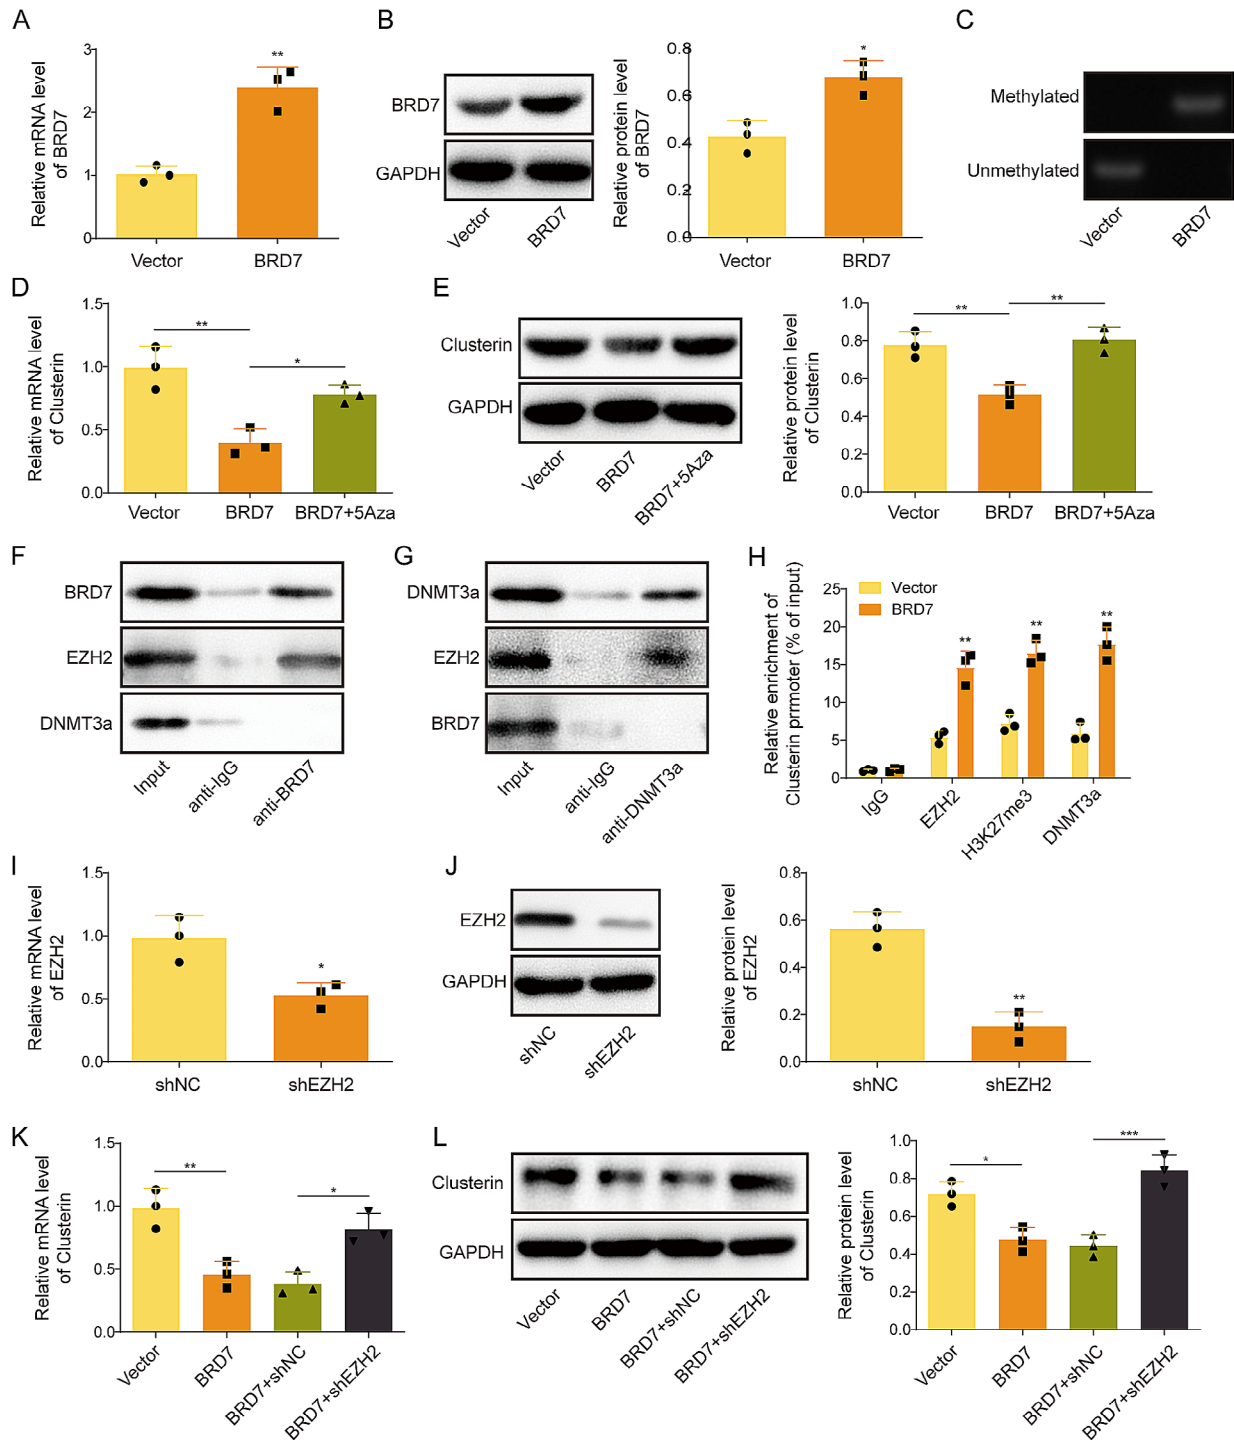 A
Relative mRNA level
of BRD7
3
2
1
0
**
Vector
BRD7
B
BRD7
GAPDH
Vector
BRD7
Relative protein level
of BRD7
0.8
0.6
0.4
0.2
0.0
*
Vector
BRD7
C
Methylated
Unmethylated
Vector
BRD7
D
Relative mRNA level
of Clusterin
1.5
1.0
0.5
0.0
**
*
Vector
BRD7
BRD7+5Aza
E
Clusterin
GAPDH
Vector
BRD7
BRD7+5Aza
Relative protein level
of Clusterin
1.0
0.8
0.6
0.4
0.2
0.0
**
**
Vector
BRD7
BRD7+5Aza
F
BRD7
EZH2
DNMT3a
Input
anti-IgG
anti-BRD7
G
DNMT3a
EZH2
BRD7
Input
anti-IgG
anti-DNMT3a
H
Relative enrichment of
Clusterin prrmoter (% of input)
25
20
15
10
5
0
Vector
BRD7
**
**
**
IgG
EZH2
H3K27me3
DNMT3a
I
Relative mRNA level
of EZH2
1.5
1.0
0.5
0.0
*
shNC
shEZH2
J
EZH2
GAPDH
shNC
shEZH2
Relative protein level
of EZH2
0.8
0.6
0.4
0.2
0.0
**
shNC
shEZH2
K
Relative mRNA level
of Clusterin
1.5
1.0
0.5
0.0
**
*
Vector
BRD7
BRD7+shNC
BRD7+shEZH2
L
Clusterin
GAPDH
Vector
BRD7
BRD7+shNC
BRD7+shEZH2
Relative protein level
of Clusterin
1.0
0.8
0.6
0.4
0.2
0.0
*
***
Vector
BRD7
BRD7+shNC
BRD7+shEZH2